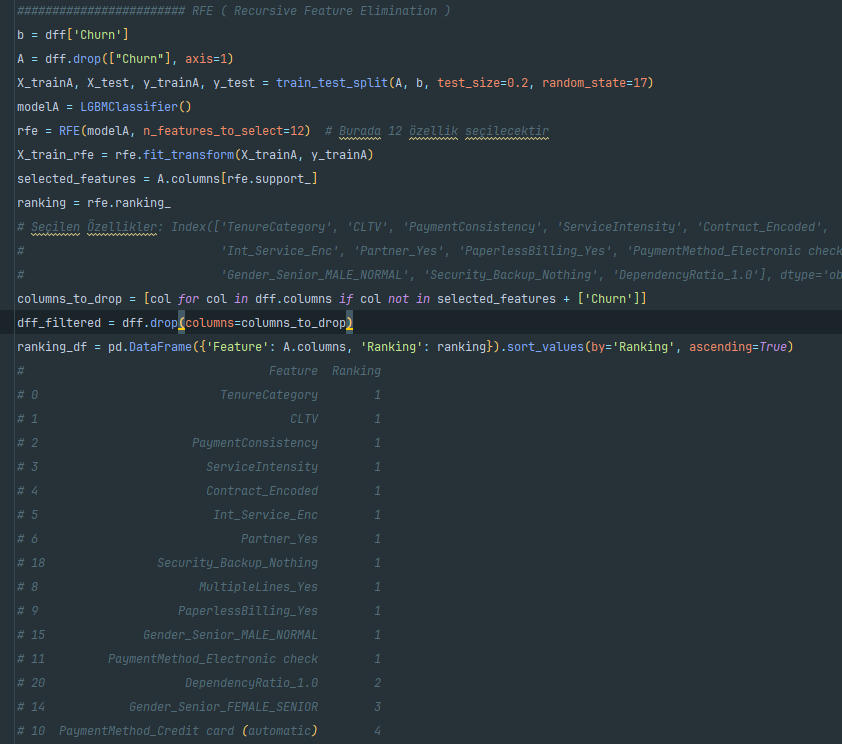 ######################## RFE ( Recursive Feature Elimination )
b = dff['Churn']
A = dff.drop(["Churn"], axis=1)
X_trainA, X_test, y_trainA, y_test = train_test_split(A, b, test_size=0.2, random_state=17)
modelA = LGBMClassifier()
rfe = RFE(modelA, n_features_to_select=12)  # Burada 12 özellik seçilecektir
X_train_rfe = rfe.fit_transform(X_trainA, y_trainA)
selected_features = A.columns[rfe.support_]
ranking = rfe.ranking_
# Seçilen Özellikler: Index(['TenureCategory', 'CLTV', 'PaymentConsistency', 'ServiceIntensity', 'Contract_Encoded',
#                            'Int_Service_Enc', 'Partner_Yes', 'PaperlessBilling_Yes', 'PaymentMethod_Electronic check
#                            'Gender_Senior_MALE_NORMAL', 'Security_Backup_Nothing', 'DependencyRatio_1.0'], dtype='ob
columns_to_drop = [col for col in dff.columns if col not in selected_features + ['Churn']]
dff_filtered = dff.drop(columns=columns_to_drop)
ranking_df = pd.DataFrame({'Feature': A.columns, 'Ranking': ranking}).sort_values(by='Ranking', ascending=True)
#                                   Feature  Ranking
# 0                          TenureCategory        1
# 1                                    CLTV        1
# 2                      PaymentConsistency        1
# 3                        ServiceIntensity        1
# 4                        Contract_Encoded        1
# 5                         Int_Service_Enc        1
# 6                             Partner_Yes        1
# 18                Security_Backup_Nothing        1
# 8                       MultipleLines_Yes        1
# 9                    PaperlessBilling_Yes        1
# 15              Gender_Senior_MALE_NORMAL        1
# 11         PaymentMethod_Electronic check        1
# 20                    DependencyRatio_1.0        2
# 14            Gender_Senior_FEMALE_SENIOR        3
# 10  PaymentMethod_Credit card (automatic)        4